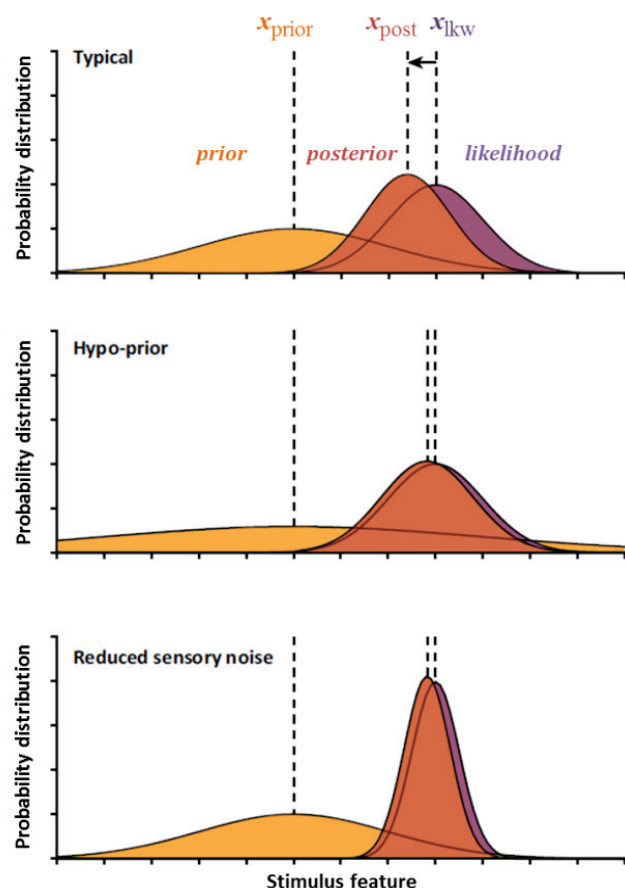 x_prior x_post x_lkw
Typical
prior posterior likelihood
Probability distribution
Hypo-prior
Probability distribution
Reduced sensory noise
Probability distribution
Stimulus feature